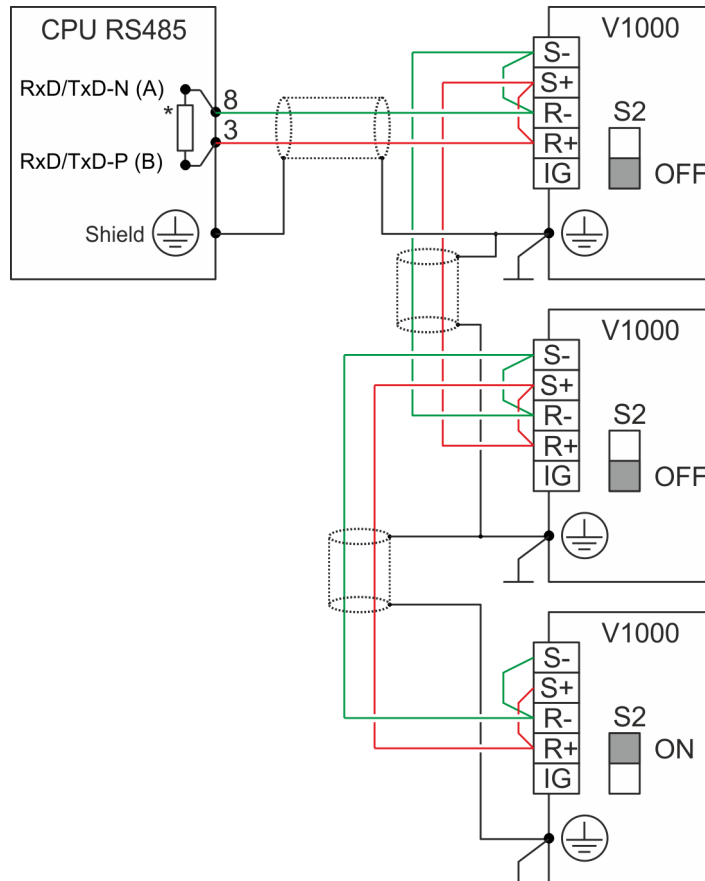 CPU RS485
RxD/TxD-N (A)
*
8
3
RxD/TxD-P (B)
Shield
V1000
S-
S+
R-
R+
IG
S2
OFF
V1000
S-
S+
R-
R+
IG
S2
OFF
V1000
S-
S+
R-
R+
IG
S2
ON